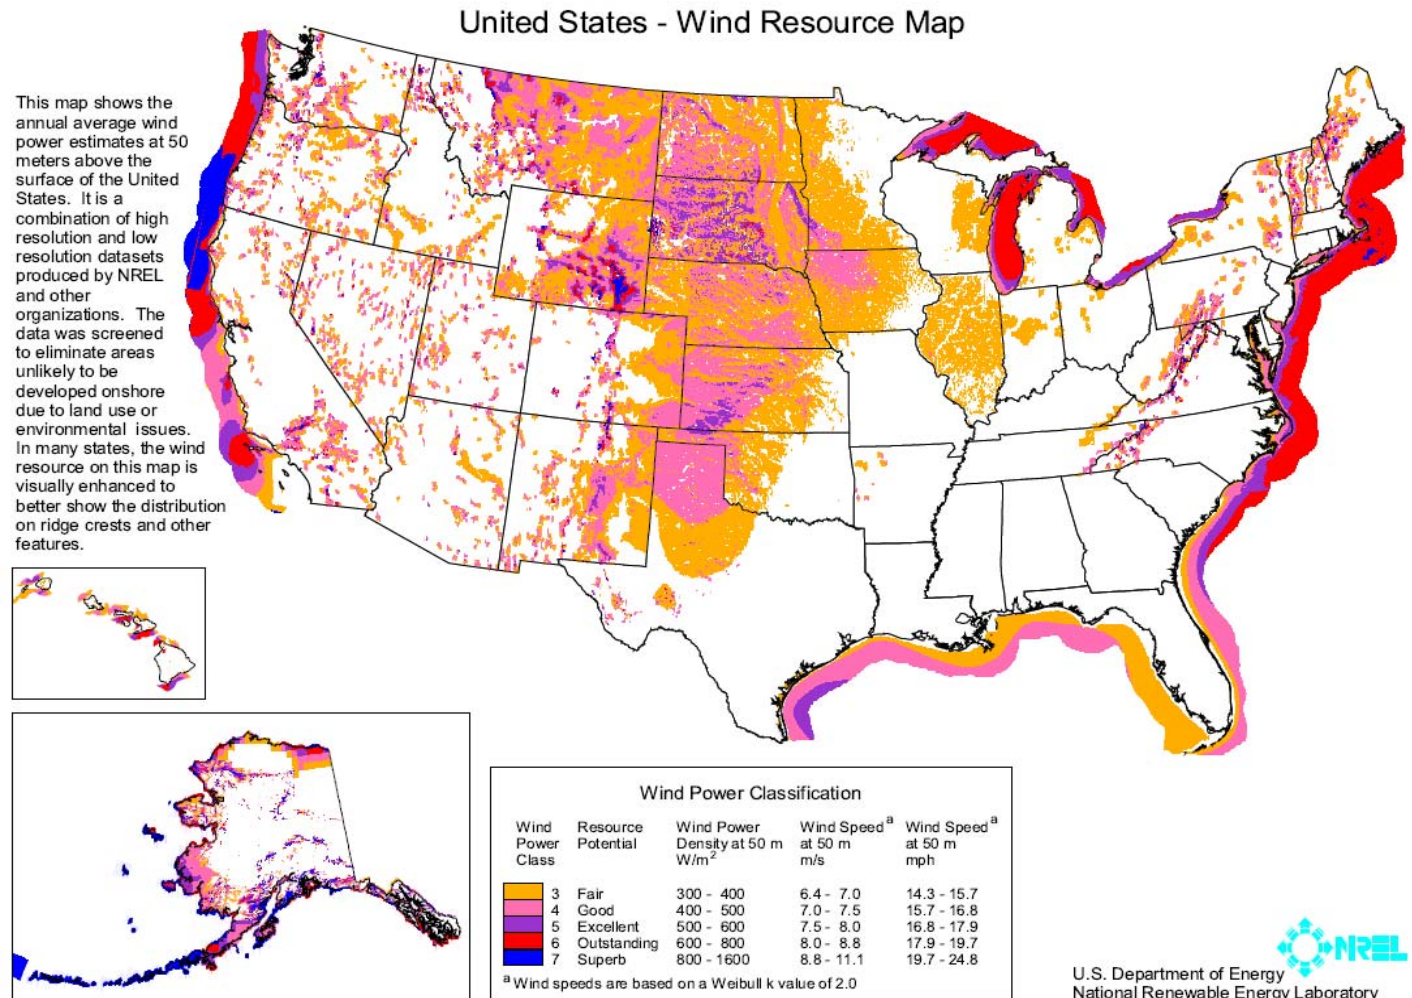 United States - Wind Resource Map
This map shows the
annual average wind
power estimates at 50
meters above the
surface of the United
States. It is a
combination of high
resolution and low
resolution datasets
produced by NREL
and other
organizations. The
data was screened
to eliminate areas
unlikely to be
developed onshore
due to land use or
environmental issues.
In many states, the wind
resource on this map is
visually enhanced to
better show the distribution
on ridge crests and other
features.
Wind Power Classification
Wind Resource Wind Power Wind Speed a Wind Speed a
Power Potential Density at 50 m at 50 m at 50 m
Class W/m2 m/s mph
3 Fair 300 - 400 6.4 - 7.0 14.3 - 15.7
4 Good 400 - 500 7.0 - 7.5 15.7 - 16.8
5 Excellent 500 - 600 7.5 - 8.0 16.8 - 17.9
6 Outstanding 600 - 800 8.0 - 8.8 17.9 - 19.7
7 Superb 800 - 1600 8.8 - 11.1 19.7 - 24.8
a Wind speeds are based on a Weibull k value of 2.0
NREL
U.S. Department of Energy
National Renewable Energy Laboratory